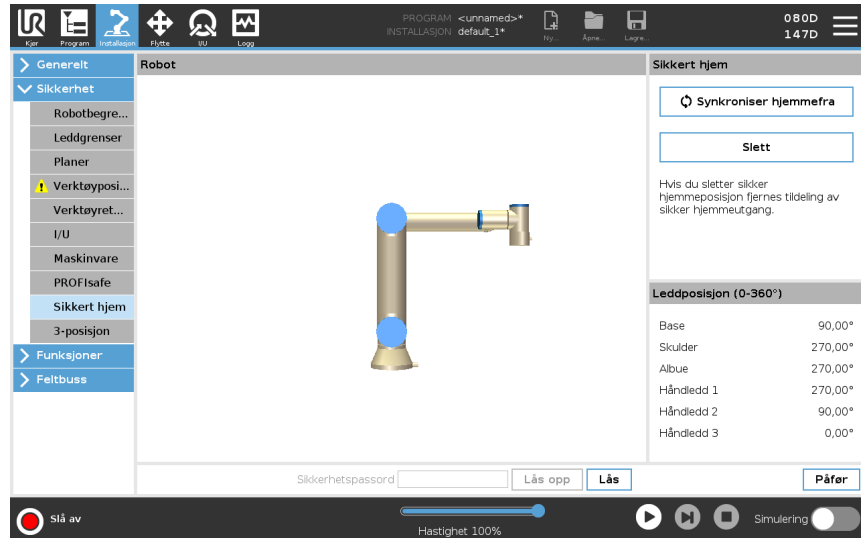 PROGRAM <unnamed>*
INSTALLASJON default_1*
080D
147D
Kjør Program Installasjon Flytte I/U Logg Ny... Åpne... Lagre...
Generelt
Sikkerhet
Robotbegre...
Leddgrenser
Planer
Verktøyposi...
Verktøyret...
I/U
Maskinvare
PROFIsafe
Sikkert hjem
3-posisjon
Funksjoner
Feltbuss
Robot
Sikkert hjem
Synkroniser hjemmefra
Slett
Hvis du sletter sikker
hjemmeposisjon fjernes tildeling av
sikker hjemmeutgang.
Leddposisjon (0-360°)
Base 90,00°
Skulder 270,00°
Albue 270,00°
Håndledd 1 270,00°
Håndledd 2 90,00°
Håndledd 3 0,00°
Sikkerhetspassord Lås opp Lås Påfør
Slå av
Hastighet 100%
Simulering